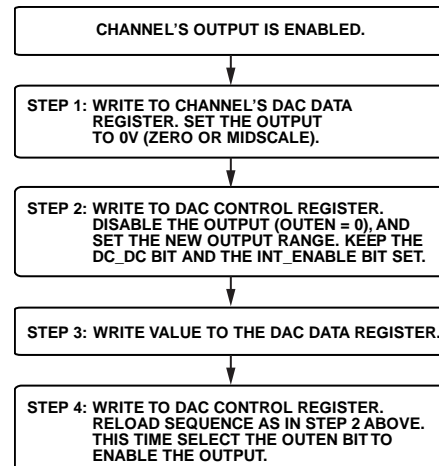 CHANNEL'S OUTPUT IS ENABLED.
STEP 1: WRITE TO CHANNEL'S DAC DATA
REGISTER. SET THE OUTPUT
TO 0V (ZERO OR MIDSCALE).
STEP 2: WRITE TO DAC CONTROL REGISTER.
DISABLE THE OUTPUT (OUTEN = 0), AND
SET THE NEW OUTPUT RANGE. KEEP THE
DC_DC BIT AND THE INT_ENABLE BIT SET.
STEP 3: WRITE VALUE TO THE DAC DATA REGISTER.
STEP 4: WRITE TO DAC CONTROL REGISTER.
RELOAD SEQUENCE AS IN STEP 2 ABOVE.
THIS TIME SELECT THE OUTEN BIT TO
ENABLE THE OUTPUT.